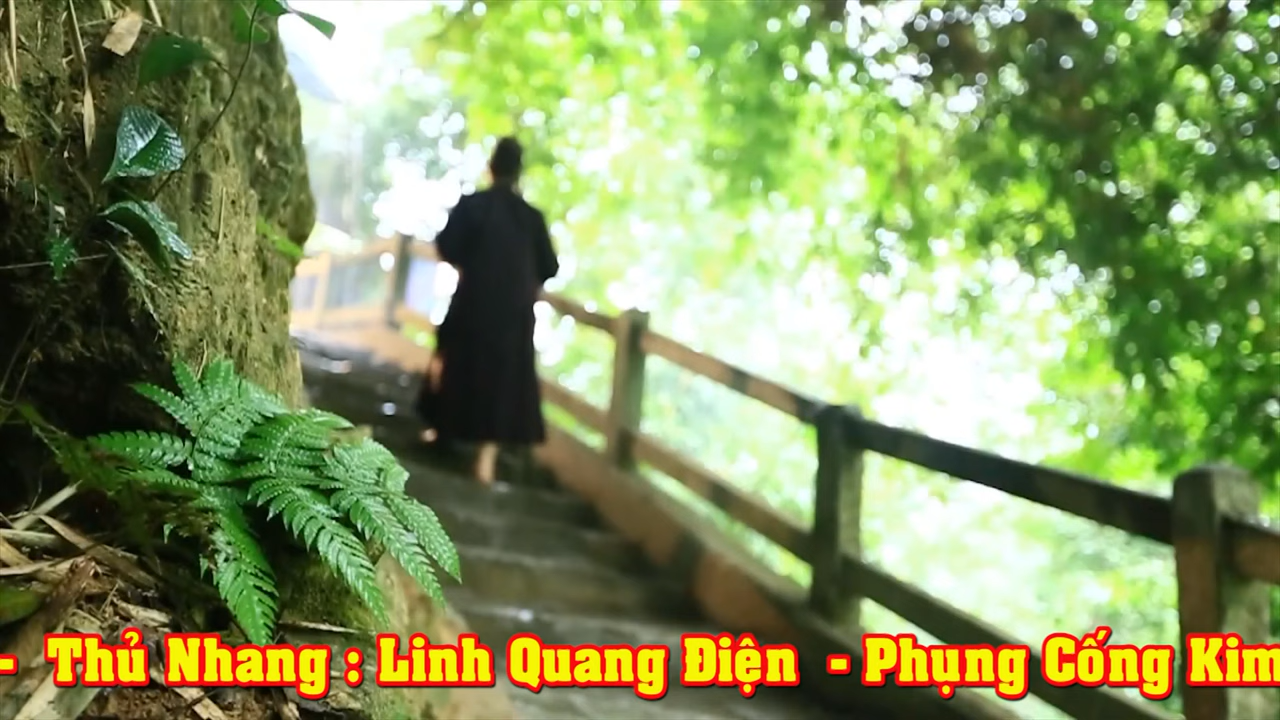 - Thủ Nhang : Linh Quang Điện - Phụng Cống Kim